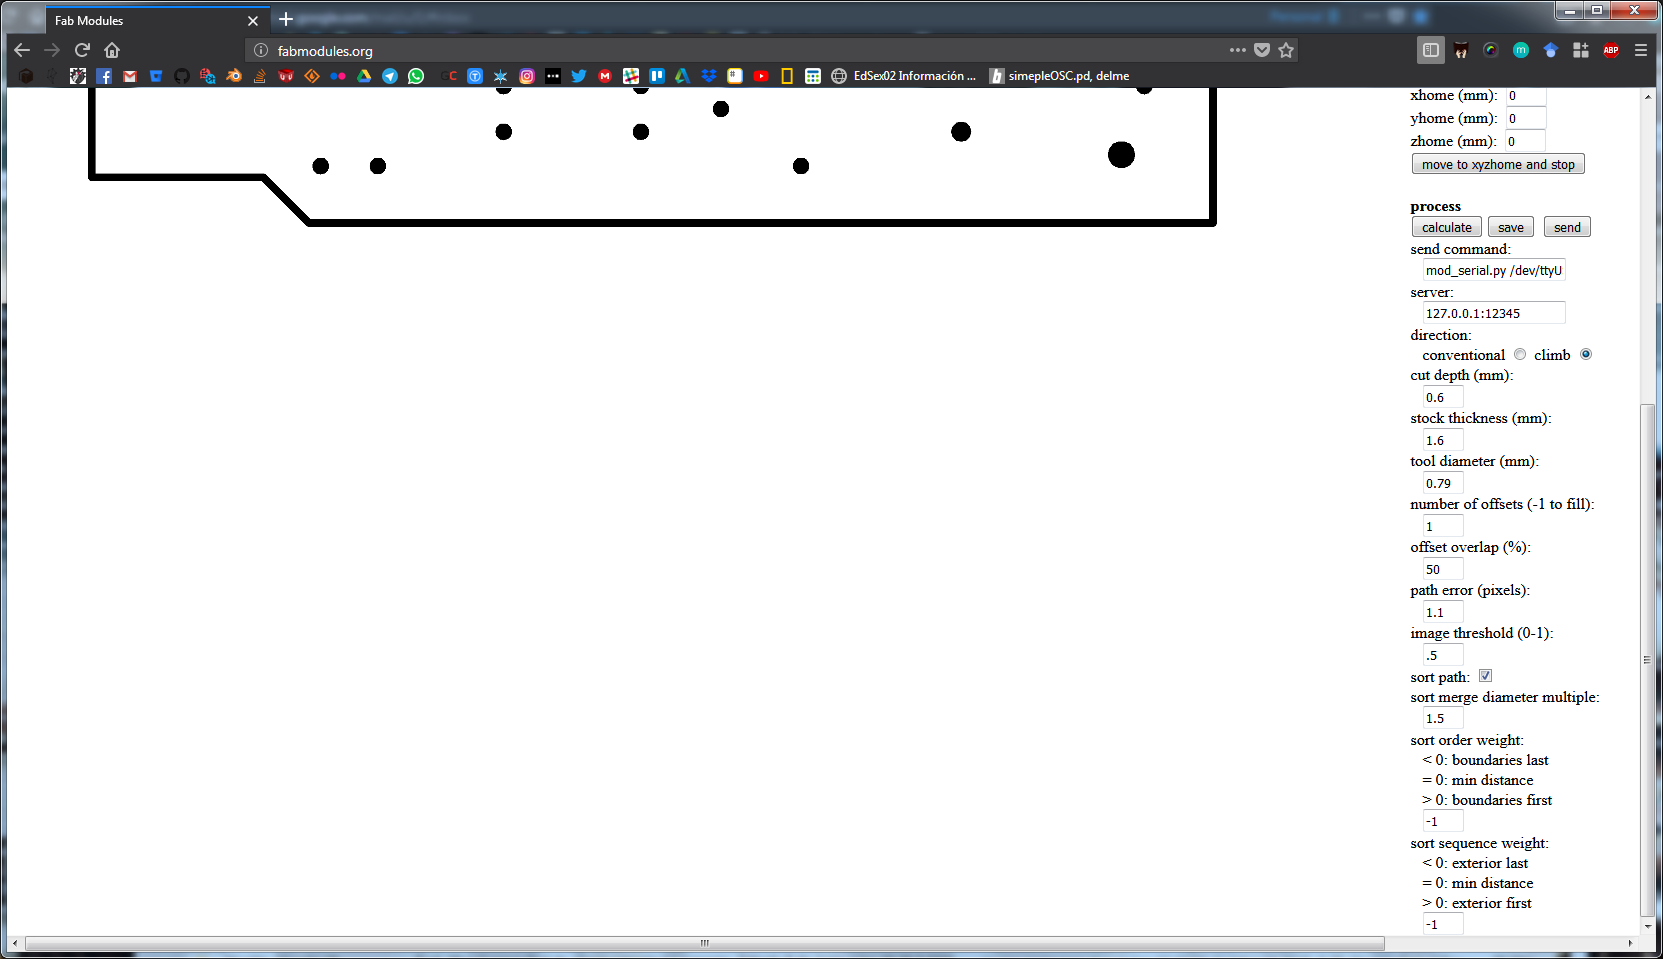 Fab Modules
fabmodules.org
EdSex02 Información ...
simepleOSC.pd, delme
xhome (mm): 0
yhome (mm): 0
zhome (mm): 0
move to xyzhome and stop
process
calculate save send
send command:
mod_serial.py /dev/ttyU
server:
127.0.0.1:12345
direction:
conventional climb
cut depth (mm):
0.6
stock thickness (mm):
1.6
tool diameter (mm):
0.79
number of offsets (-1 to fill):
1
offset overlap (%):
50
path error (pixels):
1.1
image threshold (0-1):
.5
sort path:
sort merge diameter multiple:
1.5
sort order weight:
< 0: boundaries last
= 0: min distance
> 0: boundaries first
-1
sort sequence weight:
< 0: exterior last
= 0: min distance
> 0: exterior first
-1